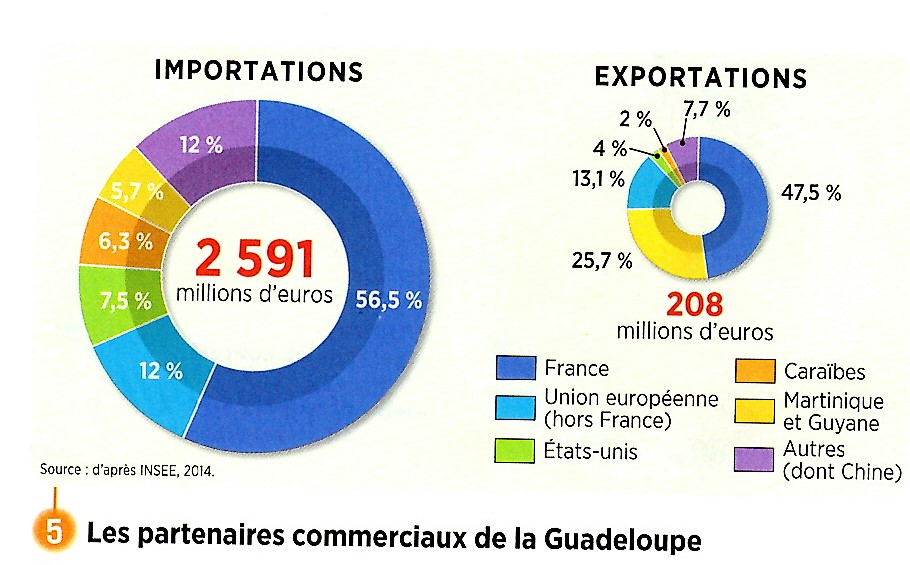 IMPORTATIONS
12 %
5,7 %
6,3 %
7,5 %
12 %
56,5 %
2 591
millions d'euros
EXPORTATIONS
7,7 %
2 %
4 %
13,1 %
47,5 %
25,7 %
208
millions d'euros
France
Union européenne
(hors France)
États-unis
Caraïbes
Martinique
et Guyane
Autres
(dont Chine)
Source : d'après INSEE, 2014.
5 Les partenaires commerciaux de la Guadeloupe